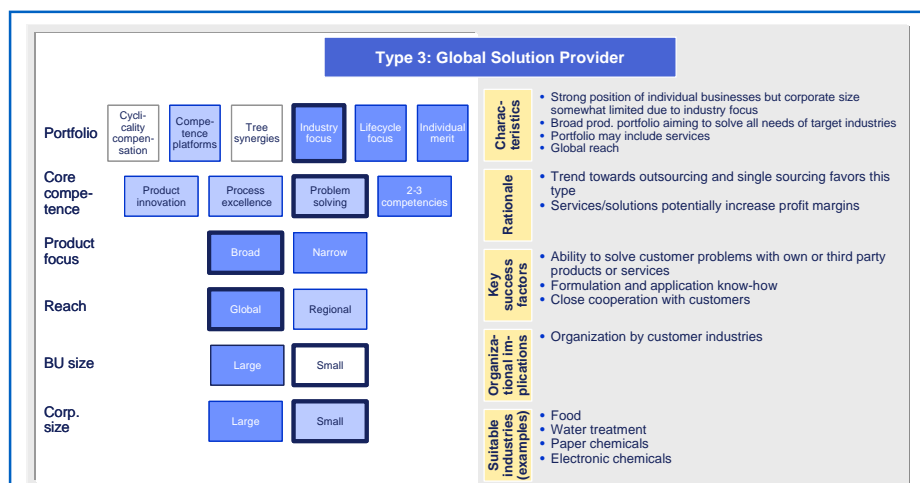 Type 3: Global Solution Provider
Portfolio
Cycli-
cality
compen-
sation
Compe-
tence
platforms
Tree
synergies
Industry
focus
Lifecycle
focus
Individual
merit
Core
compe-
tence
Product
innovation
Process
excellence
Problem
solving
2-3
competencies
Product
focus
Broad
Narrow
Reach
Global
Regional
BU size
Large
Small
Corp.
size
Large
Small
Charac-
teristics
• Strong position of individual businesses but corporate size
somewhat limited due to industry focus
• Broad prod. portfolio aiming to solve all needs of target industries
• Portfolio may include services
• Global reach
Rationale
• Trend towards outsourcing and single sourcing favors this
type
• Services/solutions potentially increase profit margins
Key
success
factors
• Ability to solve customer problems with own or third party
products or services
• Formulation and application know-how
• Close cooperation with customers
Organiza-
tional im-
plications
• Organization by customer industries
Suitable
industries
(examples)
• Food
• Water treatment
• Paper chemicals
• Electronic chemicals